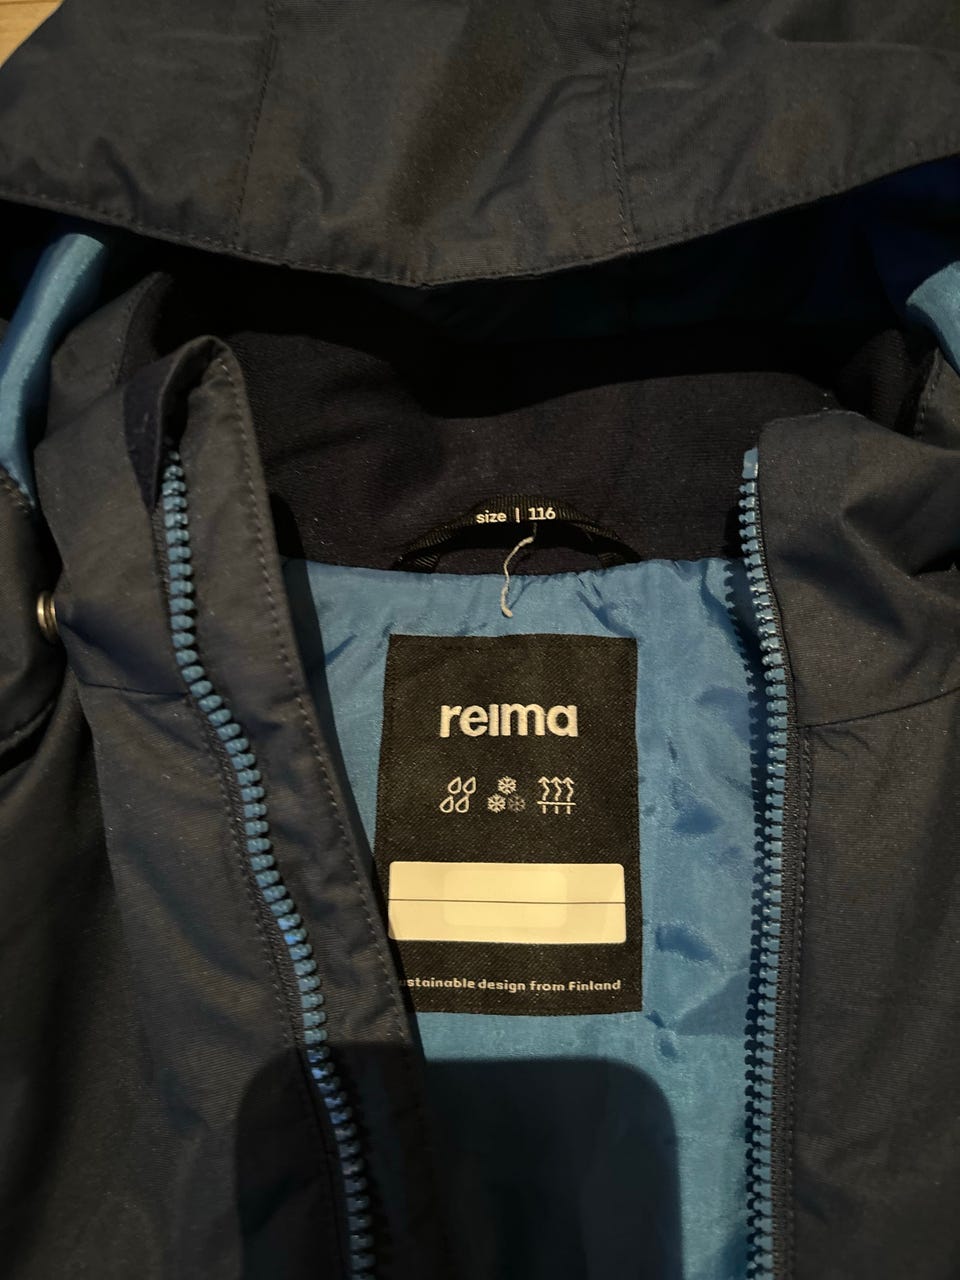 size | 116
reima
ustainable design from Finland